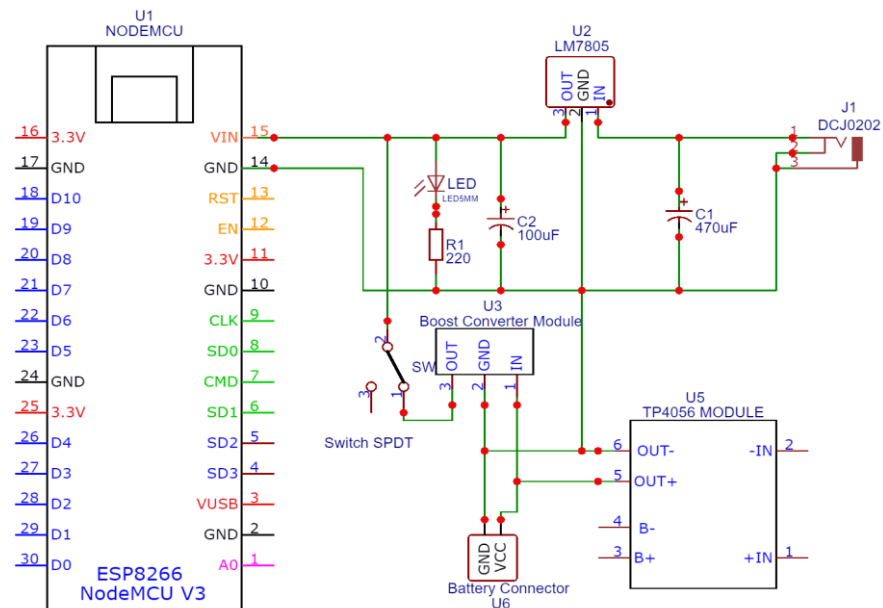 U1
NODEMCU
16 3.3V VIN 15
17 GND GND 14
18 D10 RST 13
19 D9 EN 12
20 D8 3.3V 11
21 D7 GND 10
22 D6 CLK 9
23 D5 SD0 8
24 GND CMD 7
25 3.3V SD1 6
26 D4 SD2 5
27 D3 SD3 4
28 D2 VUSB 3
29 D1 GND 2
30 D0 A0 1
ESP8266
NodeMCU V3
U2
LM7805
OUT GND IN
3 2 1
J1
DCJ0202
1
2
3
LED
LED5MM
R1
220
C2
100uF
C1
470uF
U3
Boost Converter Module
OUT GND IN
3 2 1
SW
2
3 1
Switch SPDT
U5
TP4056 MODULE
6 OUT- -IN 2
5 OUT+
4 B-
3 B+ +IN 1
GND VCC
Battery Connector
U6